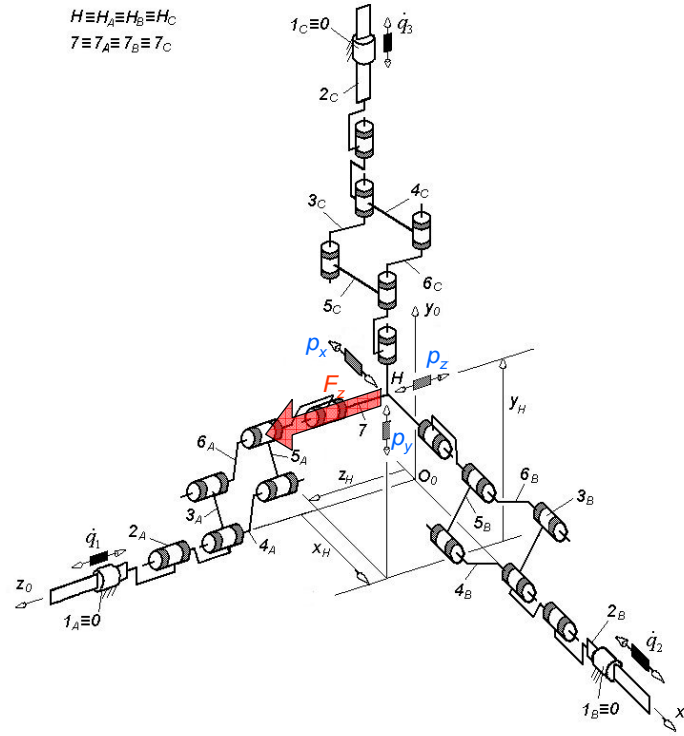 H≡H_A≡H_B≡H_C
7≡7_A≡7_B≡7_C
1_C≡0
q̇_3
2_C
3_C
4_C
5_C
6_C
y_0
p_x
p_z
H
F_z
7
p_y
y_H
6_A
5_A
z_H
O_0
6_B
3_B
3_A
5_B
q̇_1
2_A
4_A
x_H
z_0
4_B
1_A≡0
2_B
q̇_2
1_B≡0
x